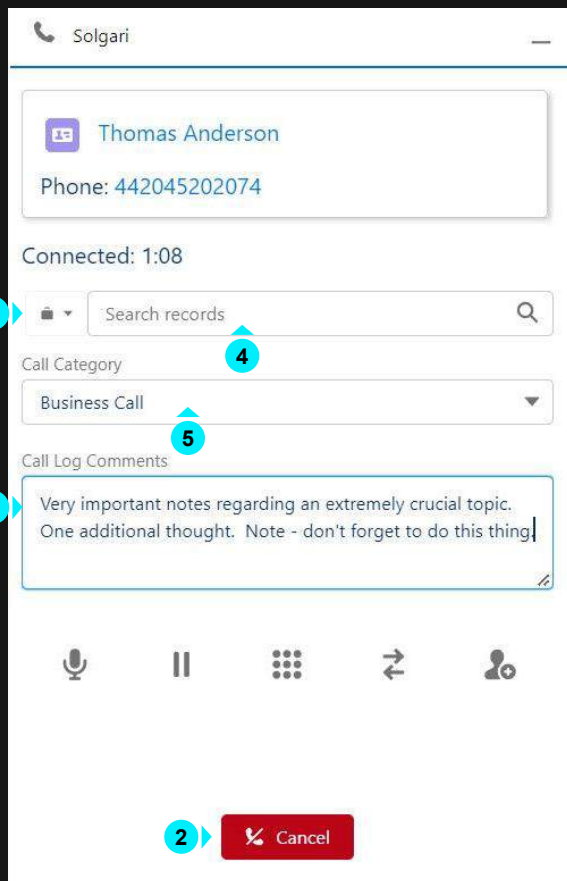 Solgari
Thomas Anderson
Phone: 442045202074
Connected: 1:08
Search records
4
Call Category
Business Call
5
Call Log Comments
Very important notes regarding an extremely crucial topic.
One additional thought.  Note - don't forget to do this thing.
2
Cancel